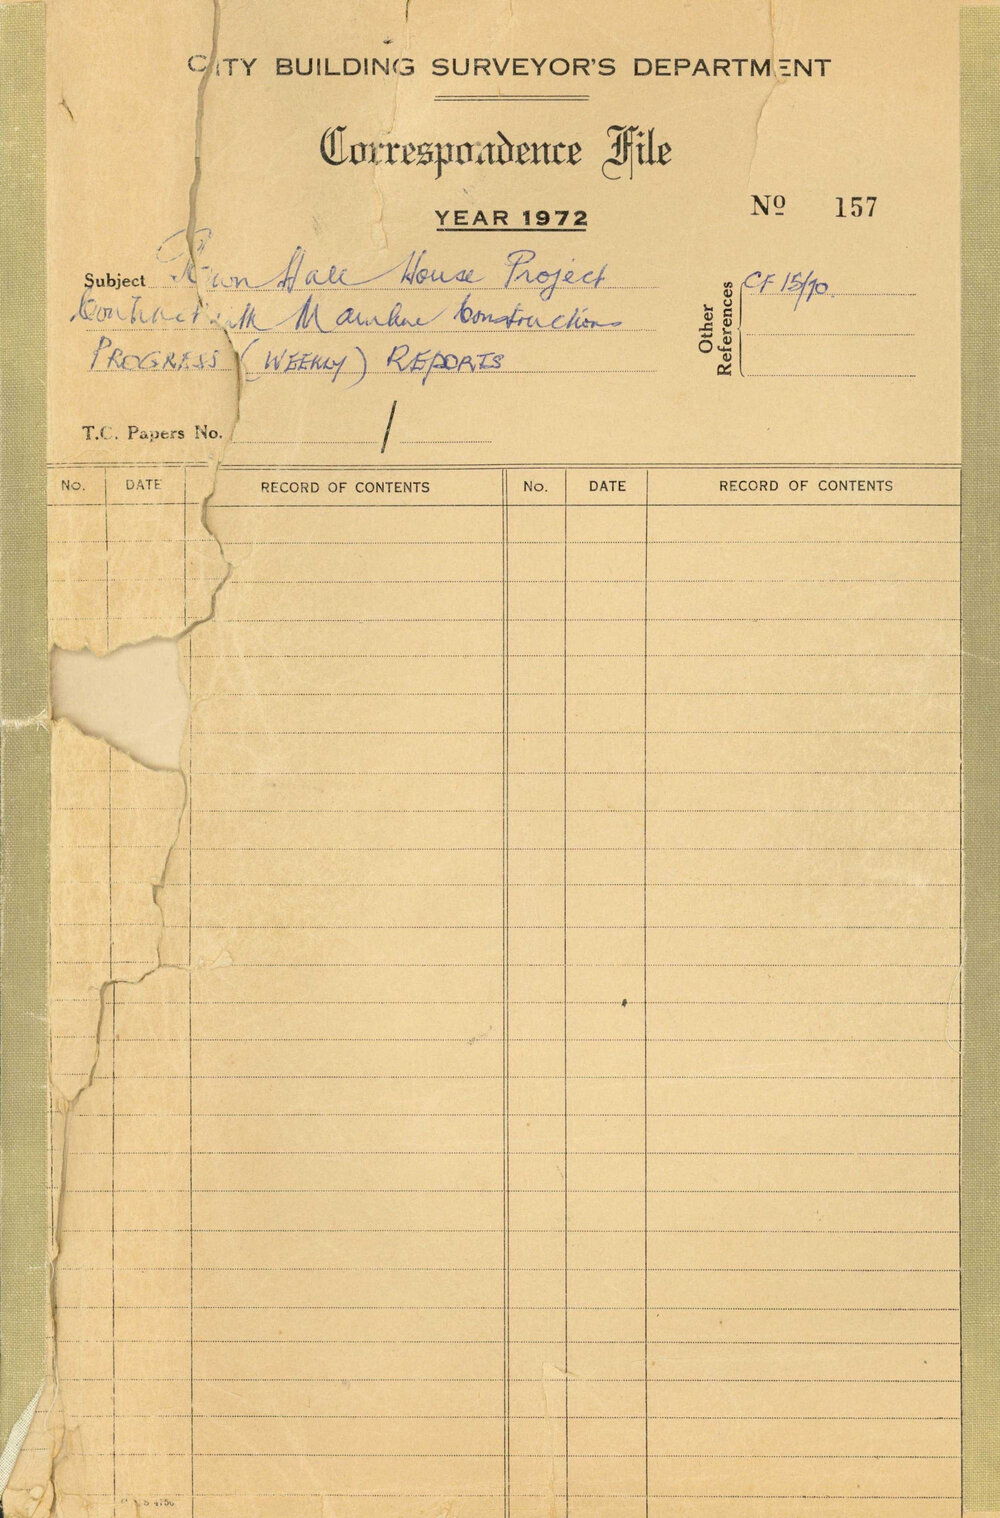 CITY BUILDING SURVEYOR'S DEPARTMENT
Correspondence File
YEAR 1972
Nº 157
Subject Town Hall House Project
Contract with Mainline Constructions
PROGRESS (WEEKLY) REPORTS
Other References
CF 15/70
T.C. Papers No. /
No. DATE RECORD OF CONTENTS No. DATE RECORD OF CONTENTS
S 4756